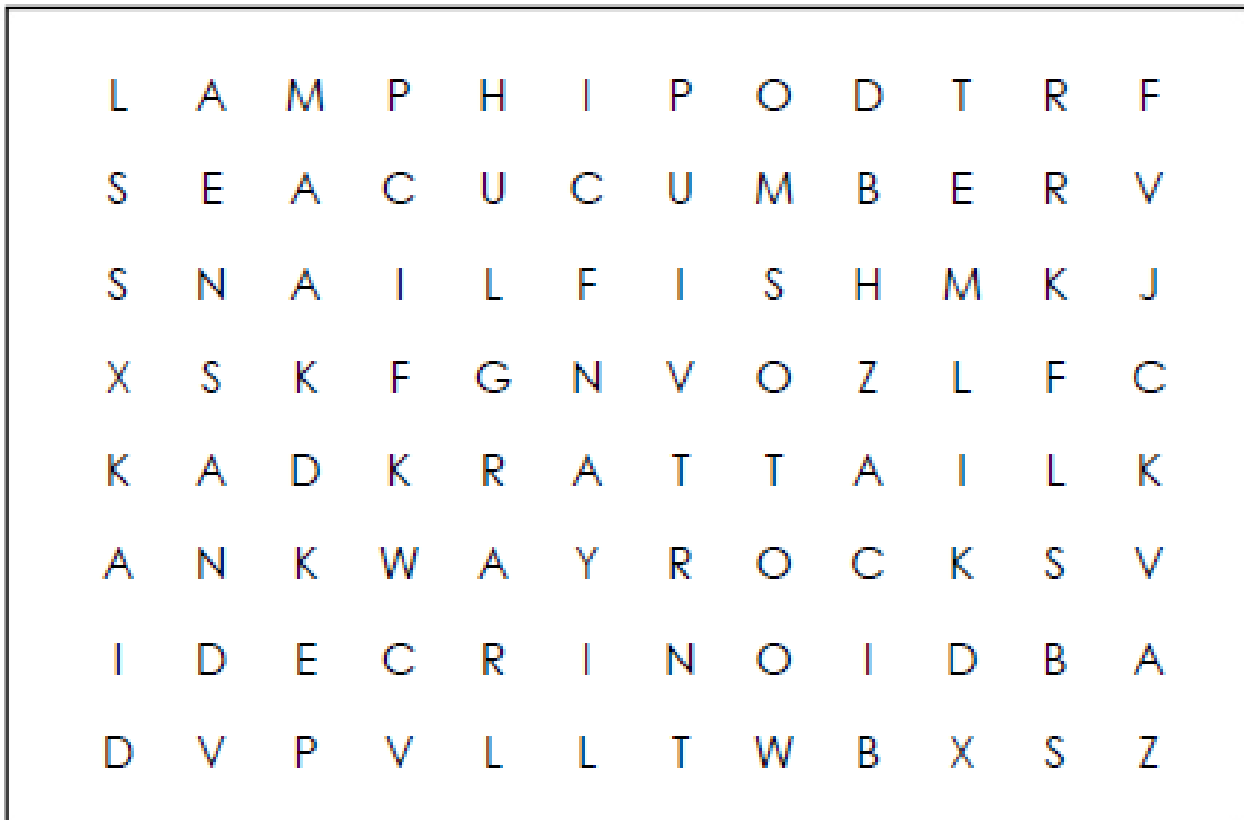 L A M P H I P O D T R F
S E A C U C U M B E R V
S N A I L F I S H M K J
X S K F G N V O Z L F C
K A D K R A T T A I L K
A N K W A Y R O C K S V
I D E C R I N O I D B A
D V P V L L T W B X S Z